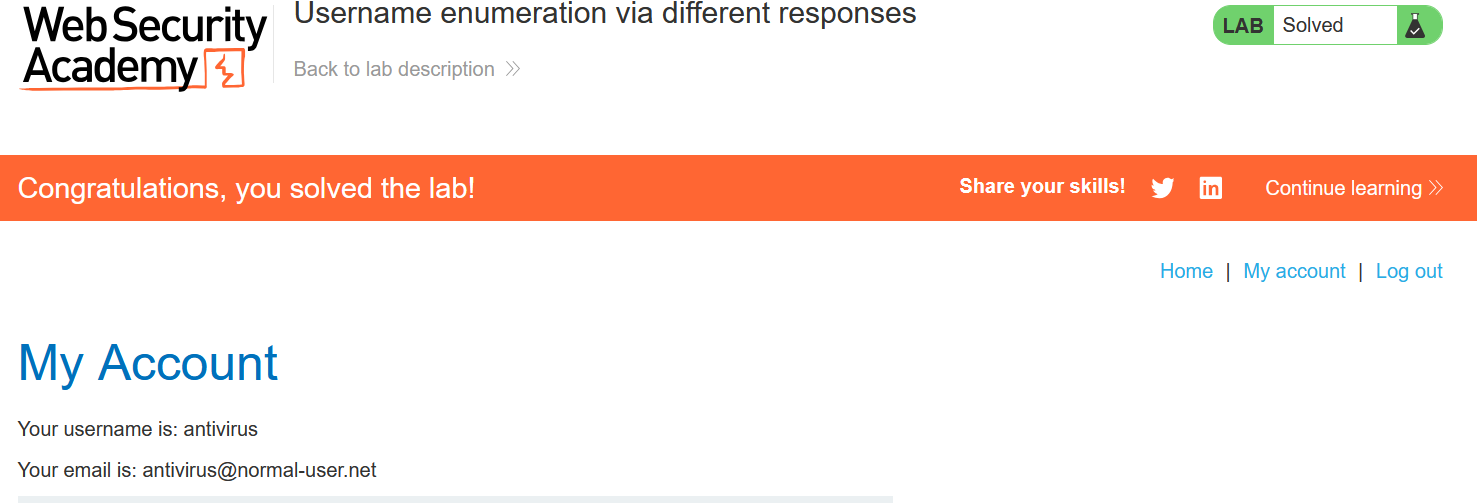 Web Security
Academy
Username enumeration via different responses
Back to lab description
LAB Solved
Congratulations, you solved the lab!
Share your skills!
Continue learning
Home | My account | Log out
My Account
Your username is: antivirus
Your email is: antivirus@normal-user.net